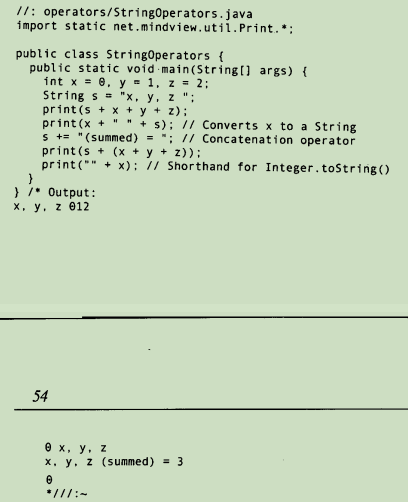 //: operators/StringOperators.java
import static net.mindview.util.Print.*;
public class StringOperators {
public static void main(String[] args) {
int x = 0, y = 1, z = 2;
String s = "x, y, z ";
print(s + x + y + z);
print(x + " " + s); // Converts x to a String
s += "(summed) = "; // Concatenation operator
print(s + (x + y + z));
print("" + x); // Shorthand for Integer.toString()
}
} /* Output:
x, y, z 012
54
0 x, y, z
x, y, z (summed) = 3
0
*///:~